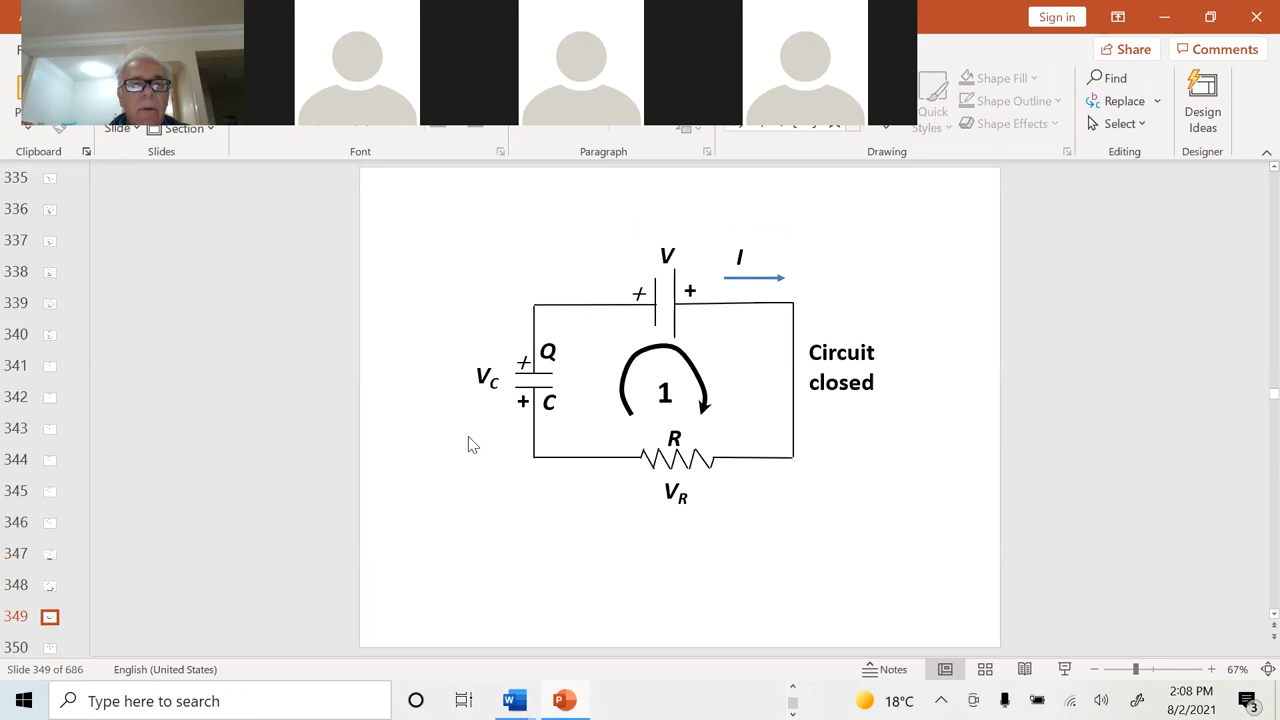 Sign in
Share
Comments
Slide
Section
Quick
Styles
Shape Fill
Shape Outline
Shape Effects
Find
Replace
Select
Design
Ideas
Clipboard
Slides
Font
Paragraph
Drawing
Editing
Designer
335
336
337
338
339
340
341
342
343
344
345
346
347
348
349
350
V
I
+
+
Q
+
VC
+
C
1
Circuit
closed
R
VR
Slide 349 of 686
English (United States)
Notes
67%
Type here to search
18°C
2:08 PM
8/2/2021
3